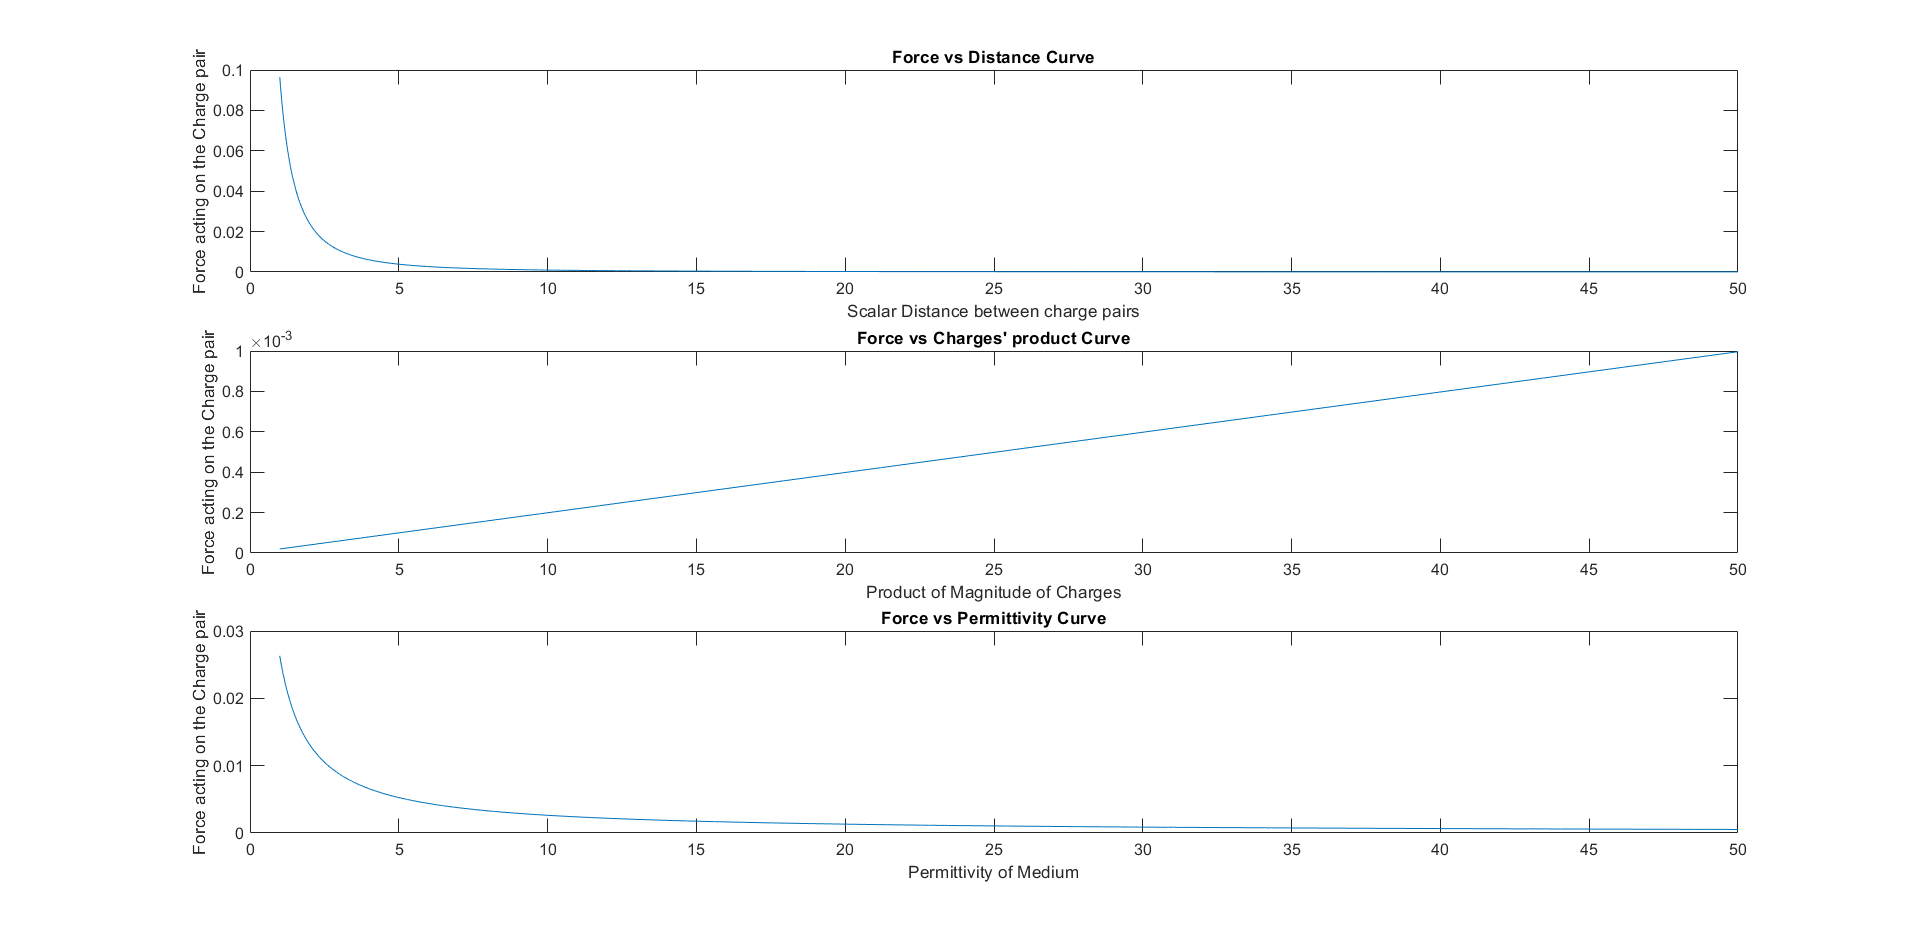 Force vs Distance Curve
Force acting on the Charge pair
0.1
0.08
0.06
0.04
0.02
0
0 5 10 15 20 25 30 35 40 45 50
Scalar Distance between charge pairs
Force vs Charges' product Curve
×10-3
Force acting on the Charge pair
1
0.8
0.6
0.4
0.2
0
0 5 10 15 20 25 30 35 40 45 50
Product of Magnitude of Charges
Force vs Permittivity Curve
Force acting on the Charge pair
0.03
0.02
0.01
0
0 5 10 15 20 25 30 35 40 45 50
Permittivity of Medium